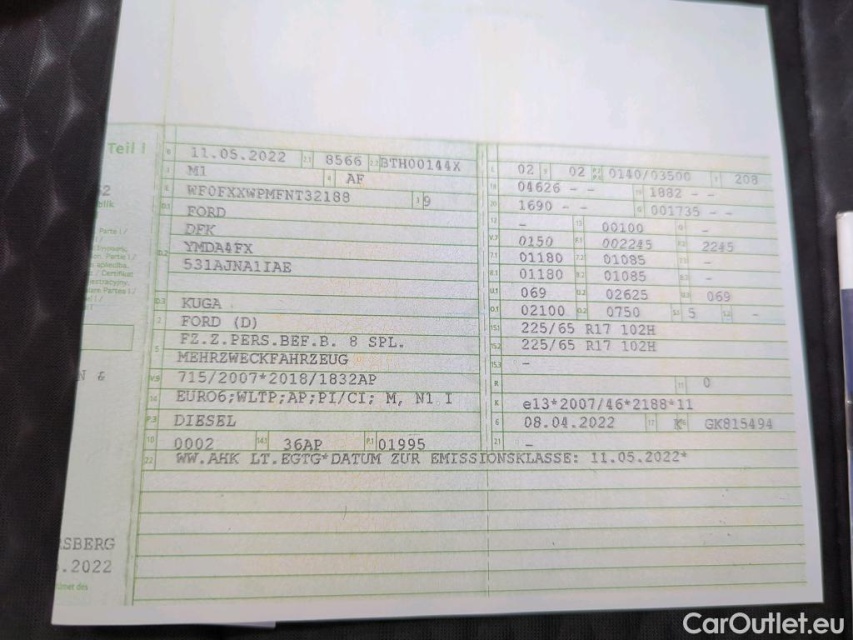 Teil I
11.05.2022 8566 BTH00144X
M1 AF
WF0FXXWPMFNT32188 9
FORD
DFK
YMDA4FX
531AJNA1IAE
KUGA
FORD (D)
FZ.Z.PERS.BEF.B. 8 SPL.
MEHRZWECKFAHRZEUG
715/2007*2018/1832AP
EURO6;WLTP;AP;PI/CI; M, N1 I
DIESEL
0002 36AP 01995
WW.AHK LT.EGTG*DATUM ZUR EMISSIONSKLASSE: 11.05.2022*
02 02 0140/03500 208
04626 - - 1882 - -
1690 - - 001735 - -
- 00100 -
0150 002245 2245
01180 01085 -
01180 01085 -
069 02625 069
02100 0750 5 -
225/65 R17 102H
225/65 R17 102H
-
0
e13*2007/46*2188*11
08.04.2022 K GK815494
-
N &
SBERG
.2022
CarOutlet.eu